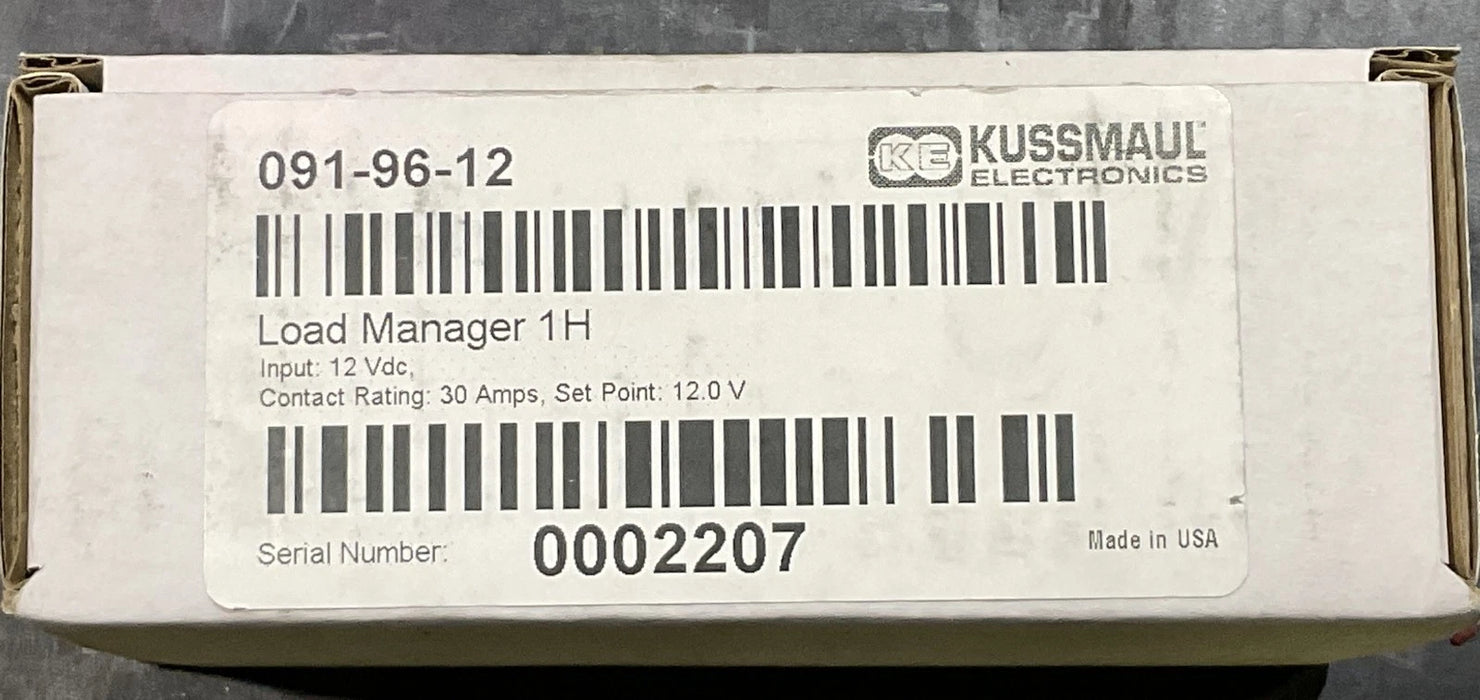 091-96-12
KE KUSSMAUL
ELECTRONICS
Load Manager 1H
Input: 12 Vdc,
Contact Rating: 30 Amps, Set Point: 12.0 V
Serial Number: 0002207
Made in USA